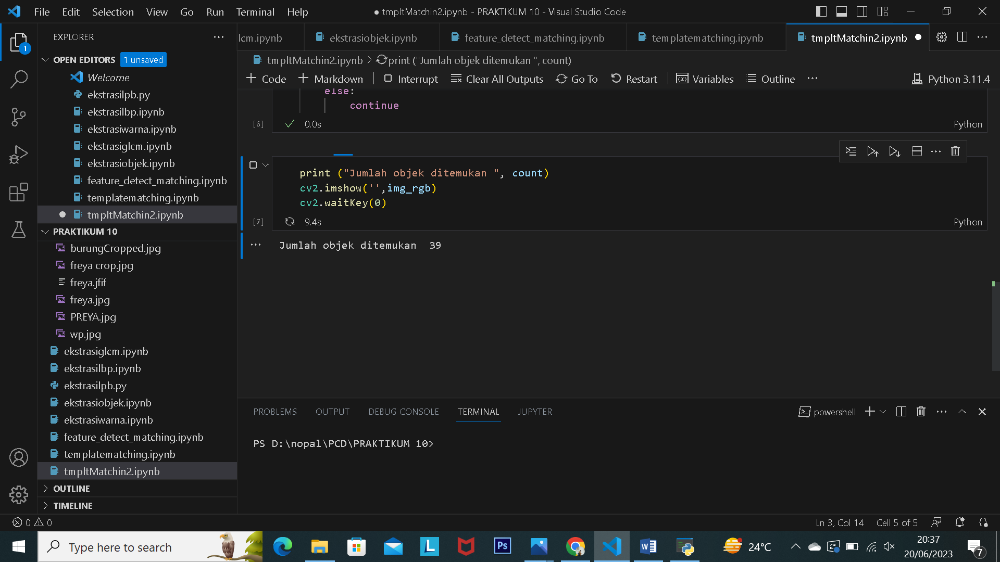 File Edit Selection View Go Run Terminal Help
● tmpltMatchin2.ipynb - PRAKTIKUM 10 - Visual Studio Code
EXPLORER
lcm.ipynb ekstrasiobjek.ipynb feature_detect_matching.ipynb templatematching.ipynb tmpltMatchin2.ipynb
1
OPEN EDITORS 1 unsaved
Welcome
ekstrasilpb.py
ekstrasilbp.ipynb
ekstrasiwarna.ipynb
ekstrasiglcm.ipynb
ekstrasiobjek.ipynb
feature_detect_matching.ipynb
templatematching.ipynb
tmpltMatchin2.ipynb
PRAKTIKUM 10
burungCropped.jpg
freya crop.jpg
freya.jfif
freya.jpg
PREYA.jpg
wp.jpg
ekstrasiglcm.ipynb
ekstrasilbp.ipynb
ekstrasilpb.py
ekstrasiobjek.ipynb
ekstrasiwarna.ipynb
feature_detect_matching.ipynb
templatematching.ipynb
tmpltMatchin2.ipynb
OUTLINE
TIMELINE
tmpltMatchin2.ipynb > print ("Jumlah objek ditemukan ", count)
+ Code + Markdown | Interrupt Clear All Outputs Go To Restart | Variables Outline ... Python 3.11.4
else:
continue
[6] 0.0s Python
print ("Jumlah objek ditemukan ", count)
cv2.imshow('',img_rgb)
cv2.waitKey(0)
[7] 9.4s Python
... Jumlah objek ditemukan  39
PROBLEMS OUTPUT DEBUG CONSOLE TERMINAL JUPYTER
powershell
PS D:\nopal\PCD\PRAKTIKUM 10>
0 0
Ln 3, Col 14 Cell 5 of 5
Type here to search
L
Ps
W
24°C
20:37
20/06/2023
7